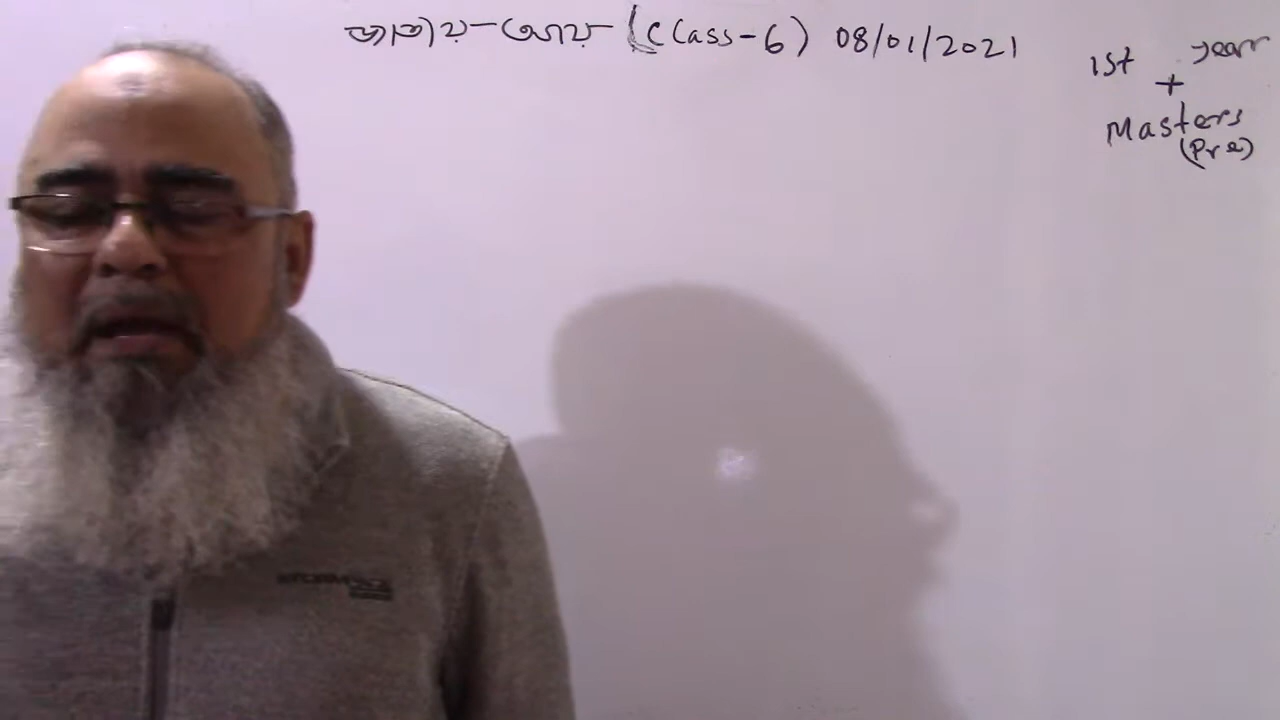 (Class-6) 08/01/2021
1st year
+
Masters
(Pre)